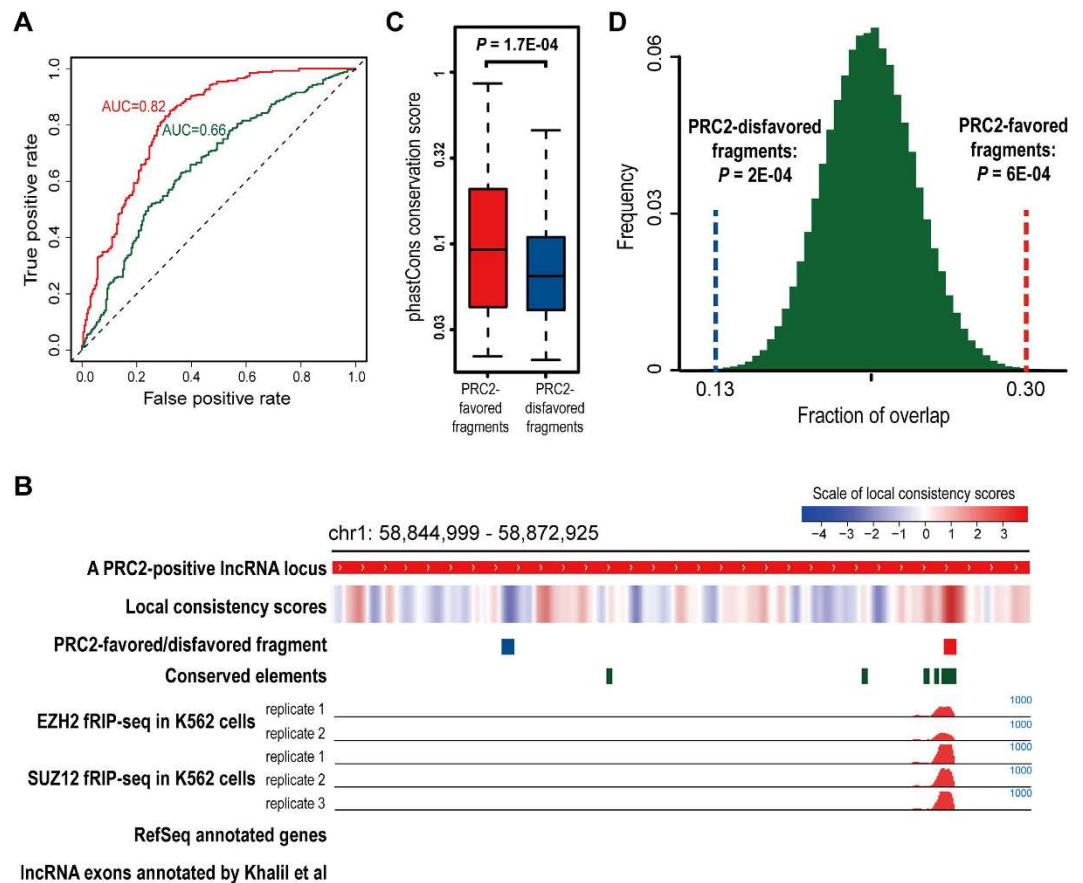 A
True positive rate
1.0
0.8
0.6
0.4
0.2
0.0
AUC=0.82
AUC=0.66
0.0 0.2 0.4 0.6 0.8 1.0
False positive rate
C
P = 1.7E-04
phastCons conservation score
1
0.32
0.1
0.03
PRC2-
favored
fragments
PRC2-
disfavored
fragments
D
Frequency
0.06
0.03
0
PRC2-disfavored
fragments:
P = 2E-04
PRC2-favored
fragments:
P = 6E-04
0.13 0.30
Fraction of overlap
B
Scale of local consistency scores
−4 −3 −2 −1 0 1 2 3
chr1: 58,844,999 - 58,872,925
A PRC2-positive lncRNA locus
Local consistency scores
PRC2-favored/disfavored fragment
Conserved elements
EZH2 fRIP-seq in K562 cells
replicate 1 1000
replicate 2 1000
SUZ12 fRIP-seq in K562 cells
replicate 1 1000
replicate 2 1000
replicate 3 1000
RefSeq annotated genes
lncRNA exons annotated by Khalil et al